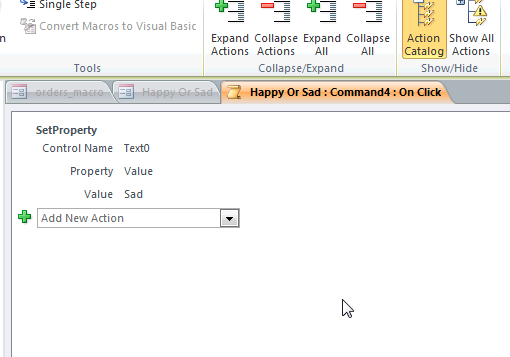 Single Step
Convert Macros to Visual Basic
Tools
Expand Actions
Collapse Actions
Expand All
Collapse All
Collapse/Expand
Action Catalog
Show All Actions
Show/Hide
orders_macro
Happy Or Sad
Happy Or Sad : Command4 : On Click
SetProperty
Control Name Text0
Property Value
Value Sad
Add New Action